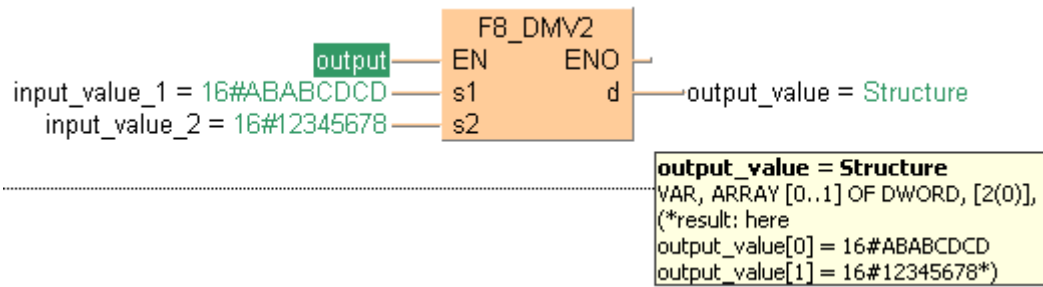 F8_DMV2
output EN ENO
input_value_1 = 16#ABABCDCD s1 d output_value = Structure
input_value_2 = 16#12345678 s2
output_value = Structure
VAR, ARRAY [0..1] OF DWORD, [2(0)],
(*result: here
output_value[0] = 16#ABABCDCD
output_value[1] = 16#12345678*)